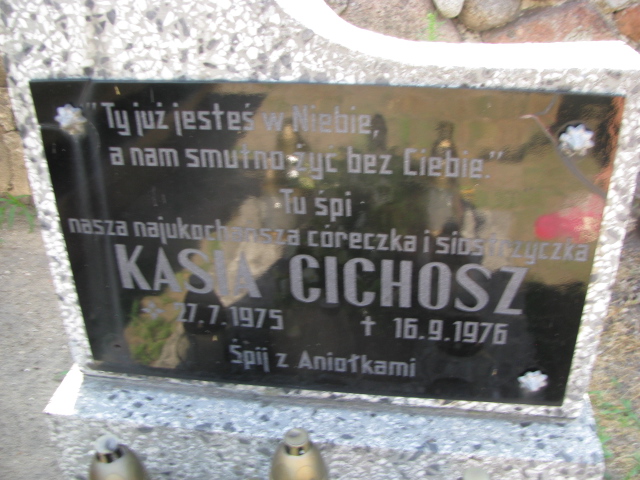 "Ty już jesteś w Niebie,
a nam smutno żyć bez Ciebie."
Tu śpi
nasza najukochańsza córeczka i siostrzyczka
KASIA CICHOSZ
* 27.7.1975 † 16.9.1976
Śpij z Aniołkami